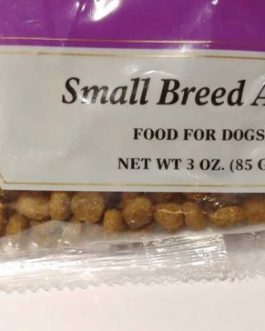 Small Breed A
FOOD FOR DOGS
NET WT 3 OZ. (85 G